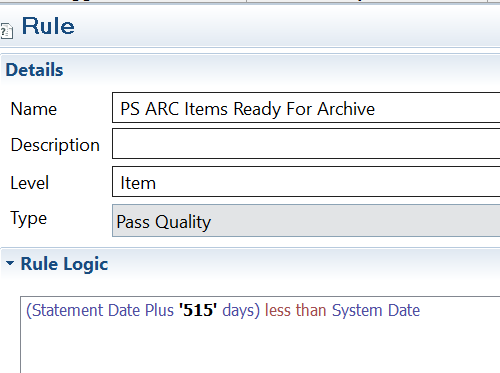 Rule
Details
Name PS ARC Items Ready For Archive
Description
Level Item
Type Pass Quality
Rule Logic
(Statement Date Plus '515' days) less than System Date